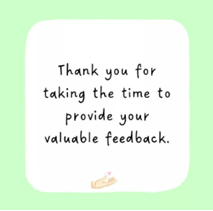 Thank you for
taking the time to
provide your
valuable feedback.